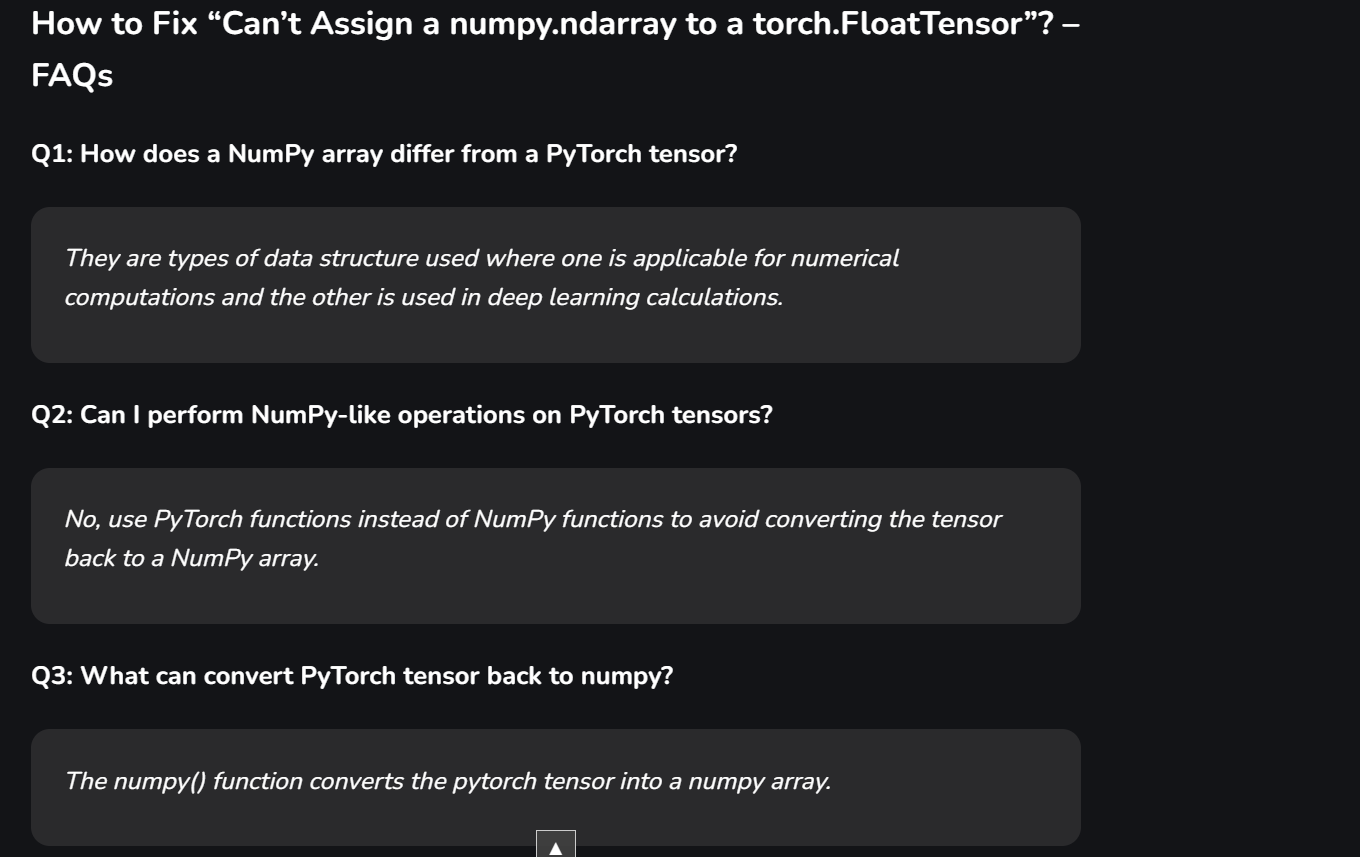 How to Fix “Can’t Assign a numpy.ndarray to a torch.FloatTensor”? –
FAQs
Q1: How does a NumPy array differ from a PyTorch tensor?
They are types of data structure used where one is applicable for numerical
computations and the other is used in deep learning calculations.
Q2: Can I perform NumPy-like operations on PyTorch tensors?
No, use PyTorch functions instead of NumPy functions to avoid converting the tensor
back to a NumPy array.
Q3: What can convert PyTorch tensor back to numpy?
The numpy() function converts the pytorch tensor into a numpy array.